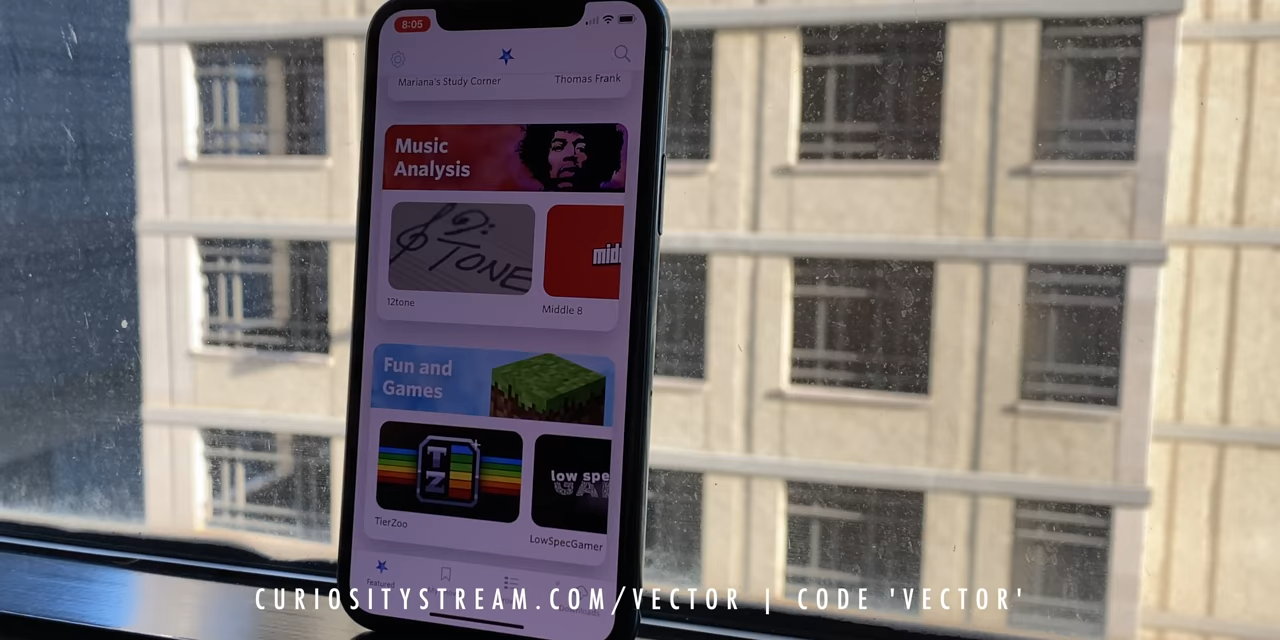 8:05
Mariana's Study Corner
Thomas Frank
Music
Analysis
TONE
12tone
Middle 8
Fun and
Games
TZ
low spe
TierZoo
LowSpecGamer
Featured
CURIOSITYSTREAM.COM/VECTOR | CODE 'VECTOR'